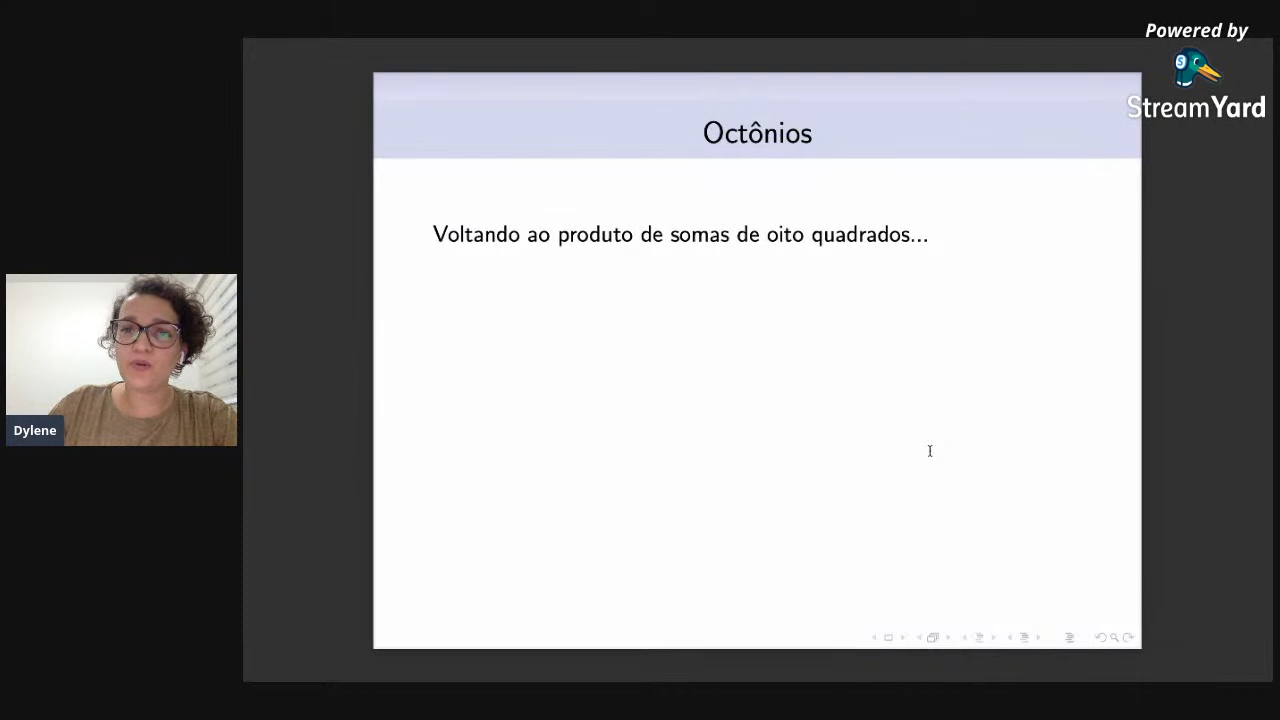 Powered by
StreamYard
Octônios
Voltando ao produto de somas de oito quadrados...
Dylene